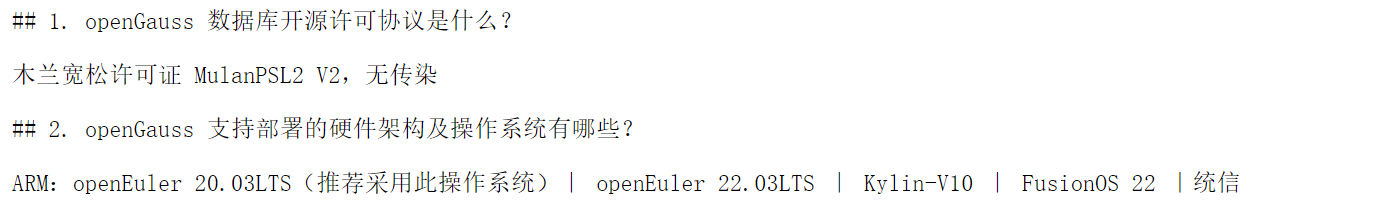 ## 1. openGauss 数据库开源许可协议是什么?
木兰宽松许可证 MulanPSL2 V2，无传染
## 2. openGauss 支持部署的硬件架构及操作系统有哪些?
ARM: openEuler 20.03LTS（推荐采用此操作系统）| openEuler 22.03LTS | Kylin-V10 | FusionOS 22 |统信